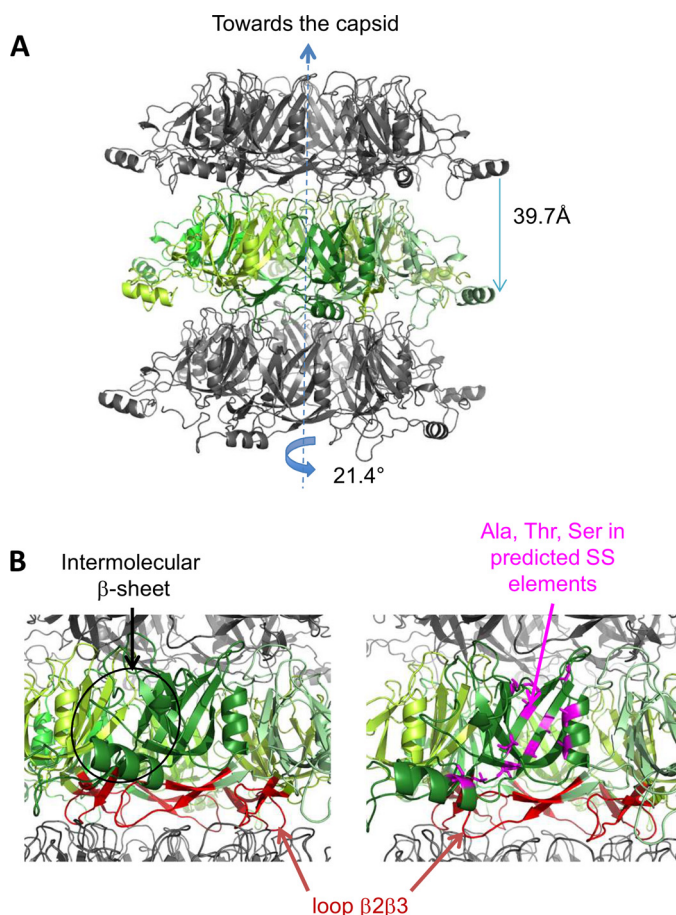 Towards the capsid
A
39.7Å
21.4°
Ala, Thr, Ser in
predicted SS
elements
B
Intermolecular
β-sheet
loop β2β3